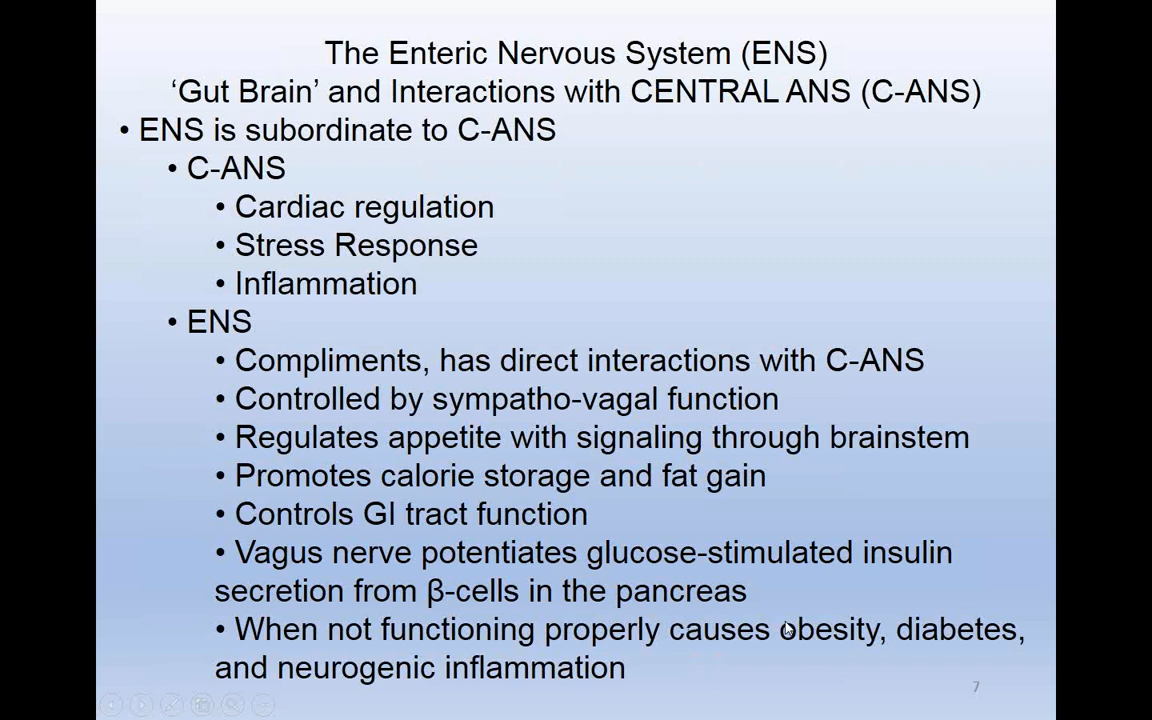 The Enteric Nervous System (ENS)
‘Gut Brain’ and Interactions with CENTRAL ANS (C-ANS)
• ENS is subordinate to C-ANS
• C-ANS
• Cardiac regulation
• Stress Response
• Inflammation
• ENS
• Compliments, has direct interactions with C-ANS
• Controlled by sympatho-vagal function
• Regulates appetite with signaling through brainstem
• Promotes calorie storage and fat gain
• Controls GI tract function
• Vagus nerve potentiates glucose-stimulated insulin
secretion from β-cells in the pancreas
• When not functioning properly causes obesity, diabetes,
and neurogenic inflammation
7